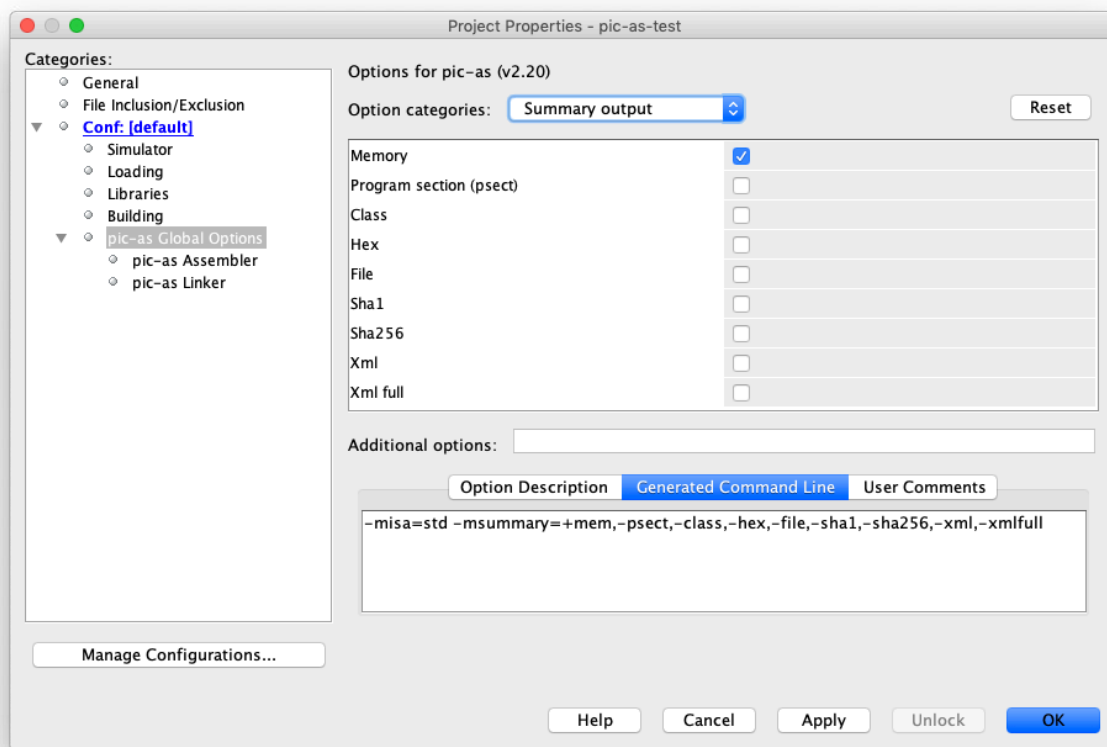 Project Properties - pic-as-test
Categories:
General
File Inclusion/Exclusion
Conf: [default]
Simulator
Loading
Libraries
Building
pic-as Global Options
pic-as Assembler
pic-as Linker
Manage Configurations...
Options for pic-as (v2.20)
Option categories: Summary output Reset
Memory
Program section (psect)
Class
Hex
File
Sha1
Sha256
Xml
Xml full
Additional options:
Option Description Generated Command Line User Comments
-misa=std -msummary=+mem,-psect,-class,-hex,-file,-sha1,-sha256,-xml,-xmlfull
Help Cancel Apply Unlock OK